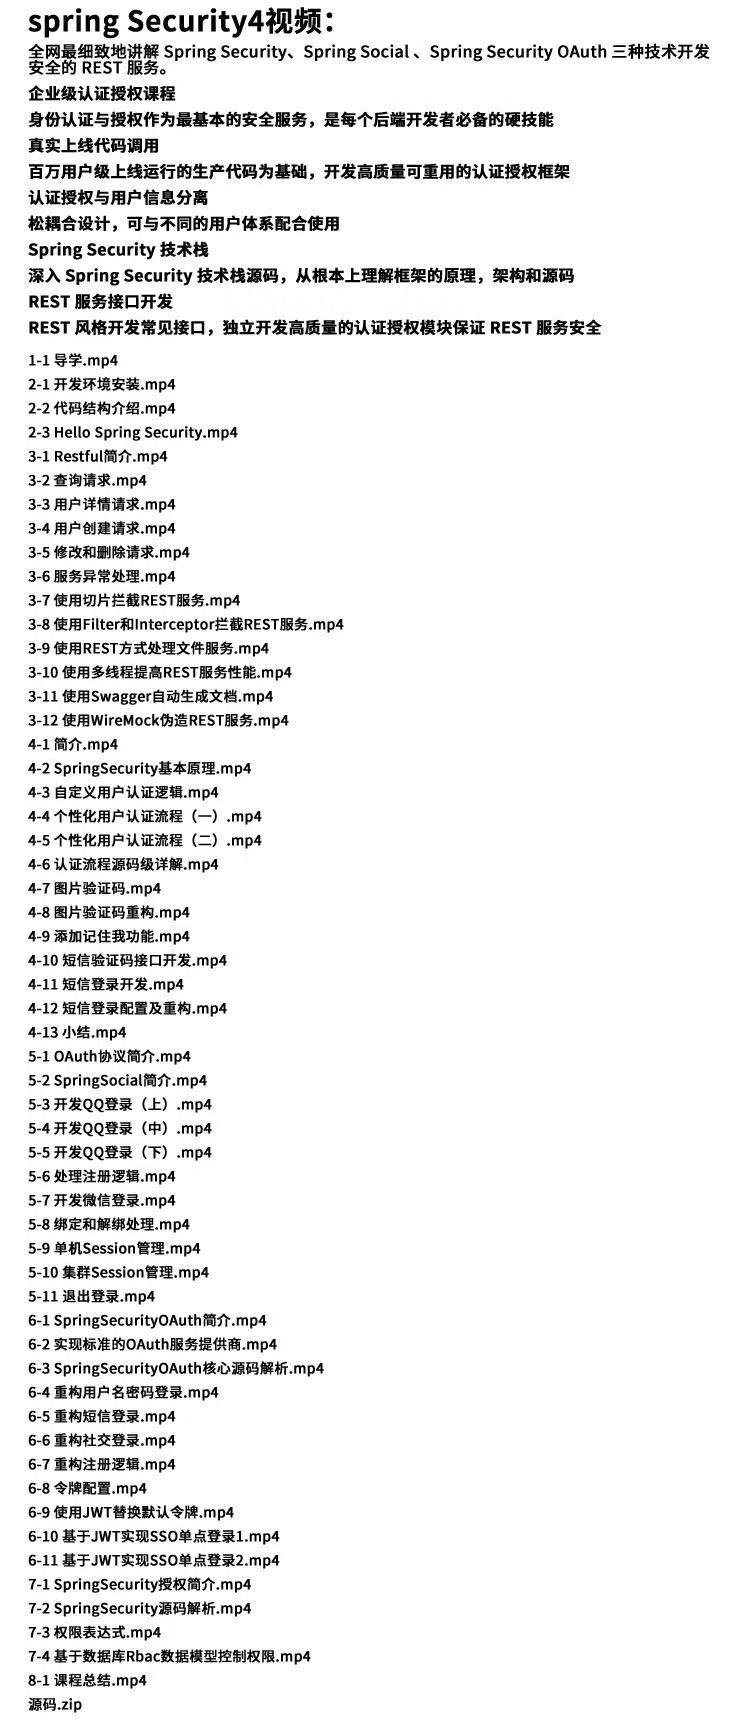 spring Security4视频：
全网最细致地讲解 Spring Security、Spring Social 、Spring Security OAuth 三种技术开发
安全的 REST 服务。
企业级认证授权课程
身份认证与授权作为最基本的安全服务，是每个后端开发者必备的硬技能
真实上线代码调用
百万用户级上线运行的生产代码为基础，开发高质量可重用的认证授权框架
认证授权与用户信息分离
松耦合设计，可与不同的用户体系配合使用
Spring Security 技术栈
深入 Spring Security 技术栈源码，从根本上理解框架的原理，架构和源码
REST 服务接口开发
REST 风格开发常见接口，独立开发高质量的认证授权模块保证 REST 服务安全
1-1 导学.mp4
2-1 开发环境安装.mp4
2-2 代码结构介绍.mp4
2-3 Hello Spring Security.mp4
3-1 Restful简介.mp4
3-2 查询请求.mp4
3-3 用户详情请求.mp4
3-4 用户创建请求.mp4
3-5 修改和删除请求.mp4
3-6 服务异常处理.mp4
3-7 使用切片拦截REST服务.mp4
3-8 使用Filter和Interceptor拦截REST服务.mp4
3-9 使用REST方式处理文件服务.mp4
3-10 使用多线程提高REST服务性能.mp4
3-11 使用Swagger自动生成文档.mp4
3-12 使用WireMock伪造REST服务.mp4
4-1 简介.mp4
4-2 SpringSecurity基本原理.mp4
4-3 自定义用户认证逻辑.mp4
4-4 个性化用户认证流程（一）.mp4
4-5 个性化用户认证流程（二）.mp4
4-6 认证流程源码级详解.mp4
4-7 图片验证码.mp4
4-8 图片验证码重构.mp4
4-9 添加记住我功能.mp4
4-10 短信验证码接口开发.mp4
4-11 短信登录开发.mp4
4-12 短信登录配置及重构.mp4
4-13 小结.mp4
5-1 OAuth协议简介.mp4
5-2 SpringSocial简介.mp4
5-3 开发QQ登录（上）.mp4
5-4 开发QQ登录（中）.mp4
5-5 开发QQ登录（下）.mp4
5-6 处理注册逻辑.mp4
5-7 开发微信登录.mp4
5-8 绑定和解绑处理.mp4
5-9 单机Session管理.mp4
5-10 集群Session管理.mp4
5-11 退出登录.mp4
6-1 SpringSecurityOAuth简介.mp4
6-2 实现标准的OAuth服务提供商.mp4
6-3 SpringSecurityOAuth核心源码解析.mp4
6-4 重构用户名密码登录.mp4
6-5 重构短信登录.mp4
6-6 重构社交登录.mp4
6-7 重构注册逻辑.mp4
6-8 令牌配置.mp4
6-9 使用JWT替换默认令牌.mp4
6-10 基于JWT实现SSO单点登录1.mp4
6-11 基于JWT实现SSO单点登录2.mp4
7-1 SpringSecurity授权简介.mp4
7-2 SpringSecurity源码解析.mp4
7-3 权限表达式.mp4
7-4 基于数据库Rbac数据模型控制权限.mp4
8-1 课程总结.mp4
源码.zip